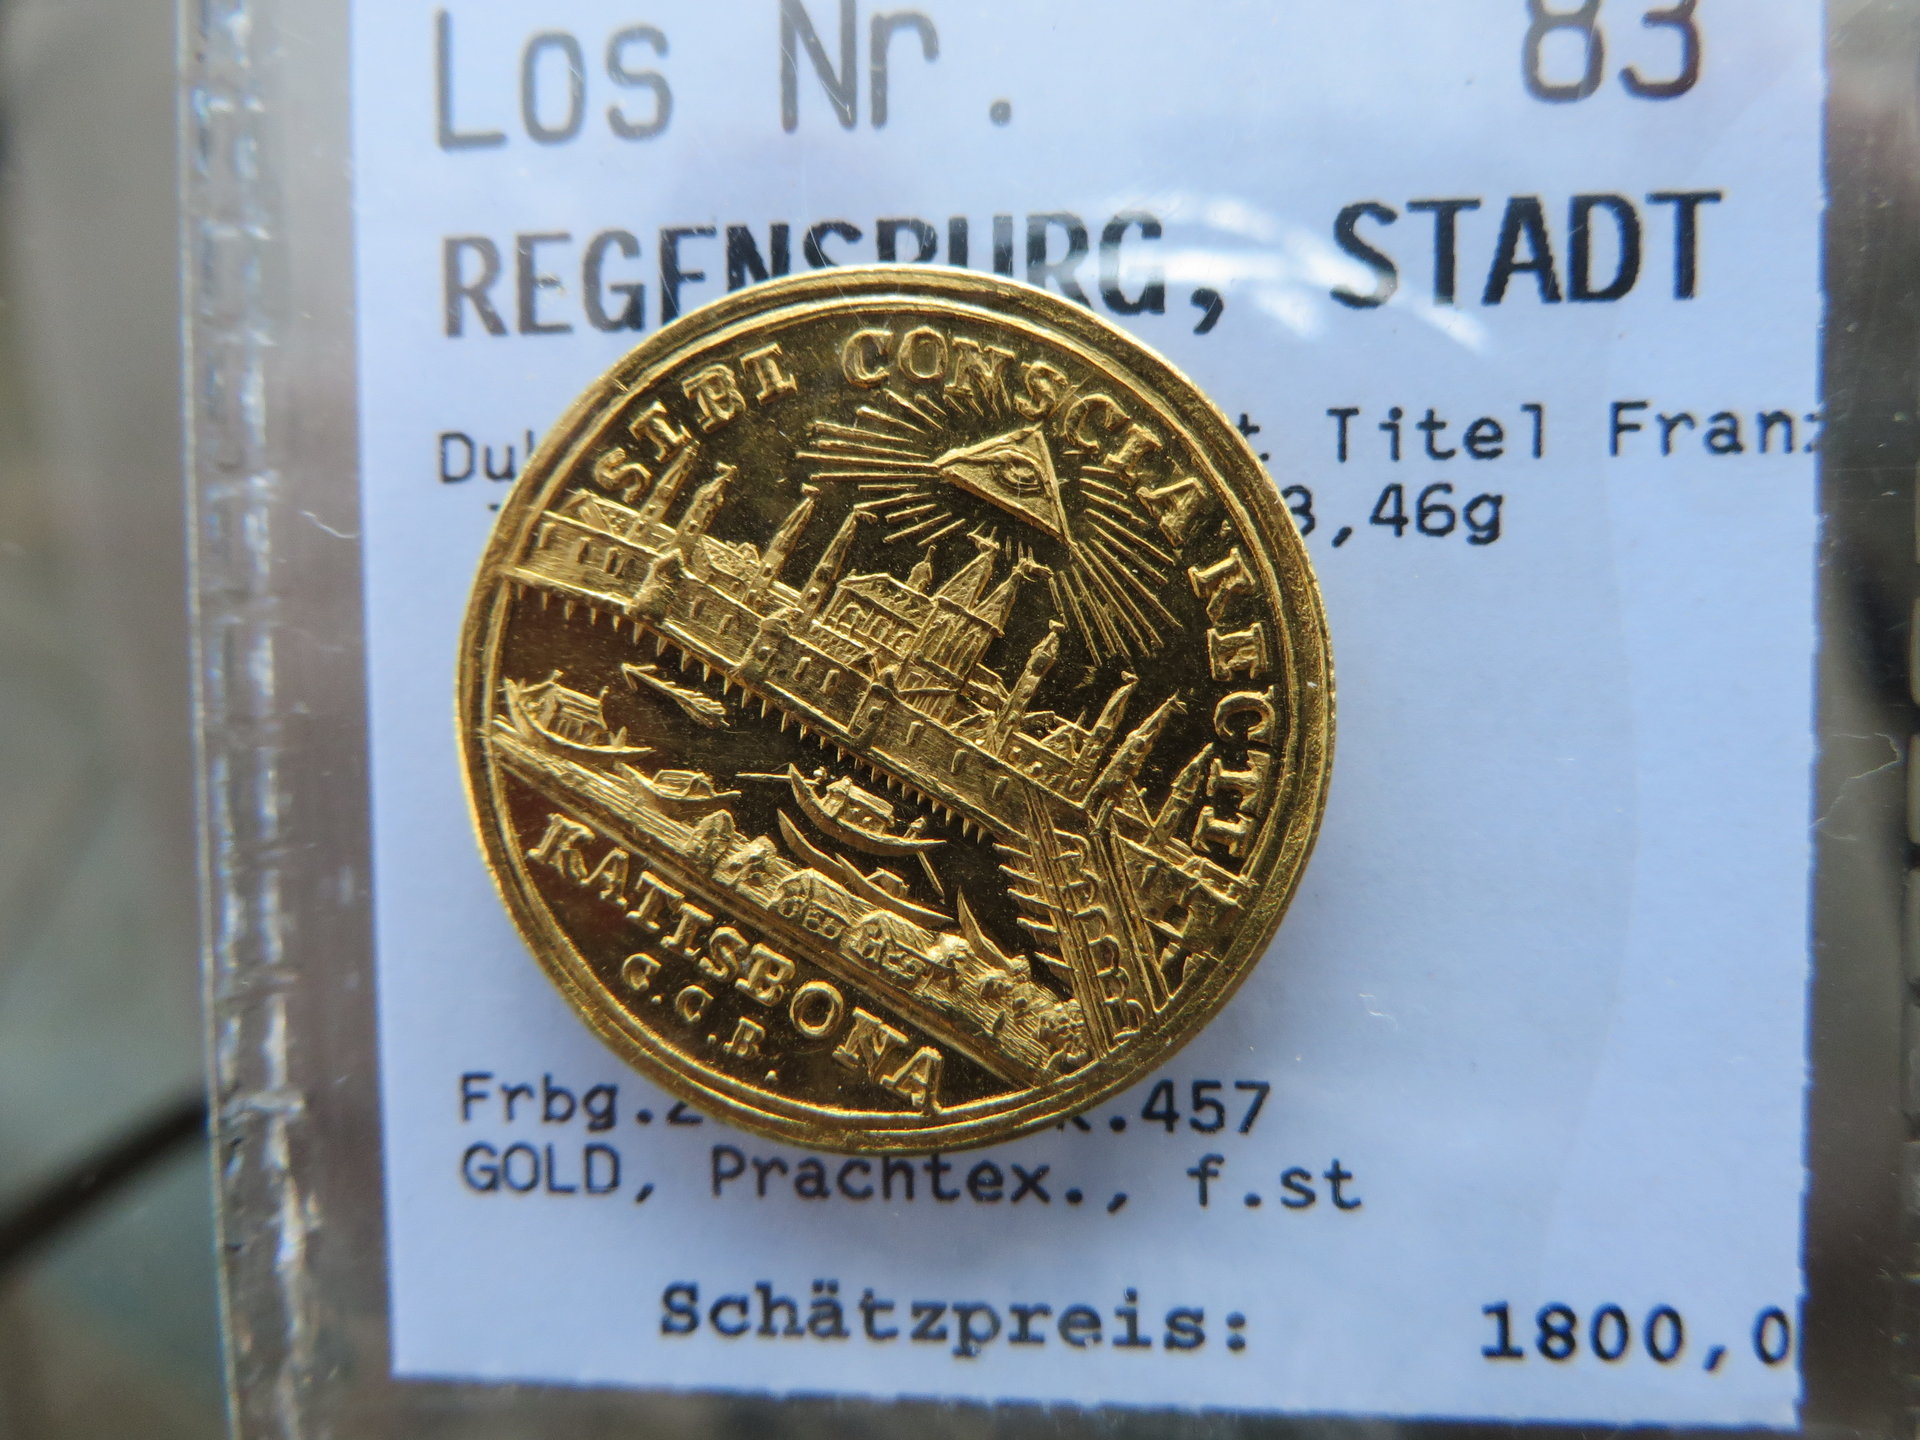 Los Nr. 83
REGENSBURG, STADT
Titel Franz
3,46g
SIBI CONSCIA RECTI
RATISBONA
G.C.B.
Frbg.2 .457
GOLD, Prachtex., f.st
Schätzpreis: 1800,0